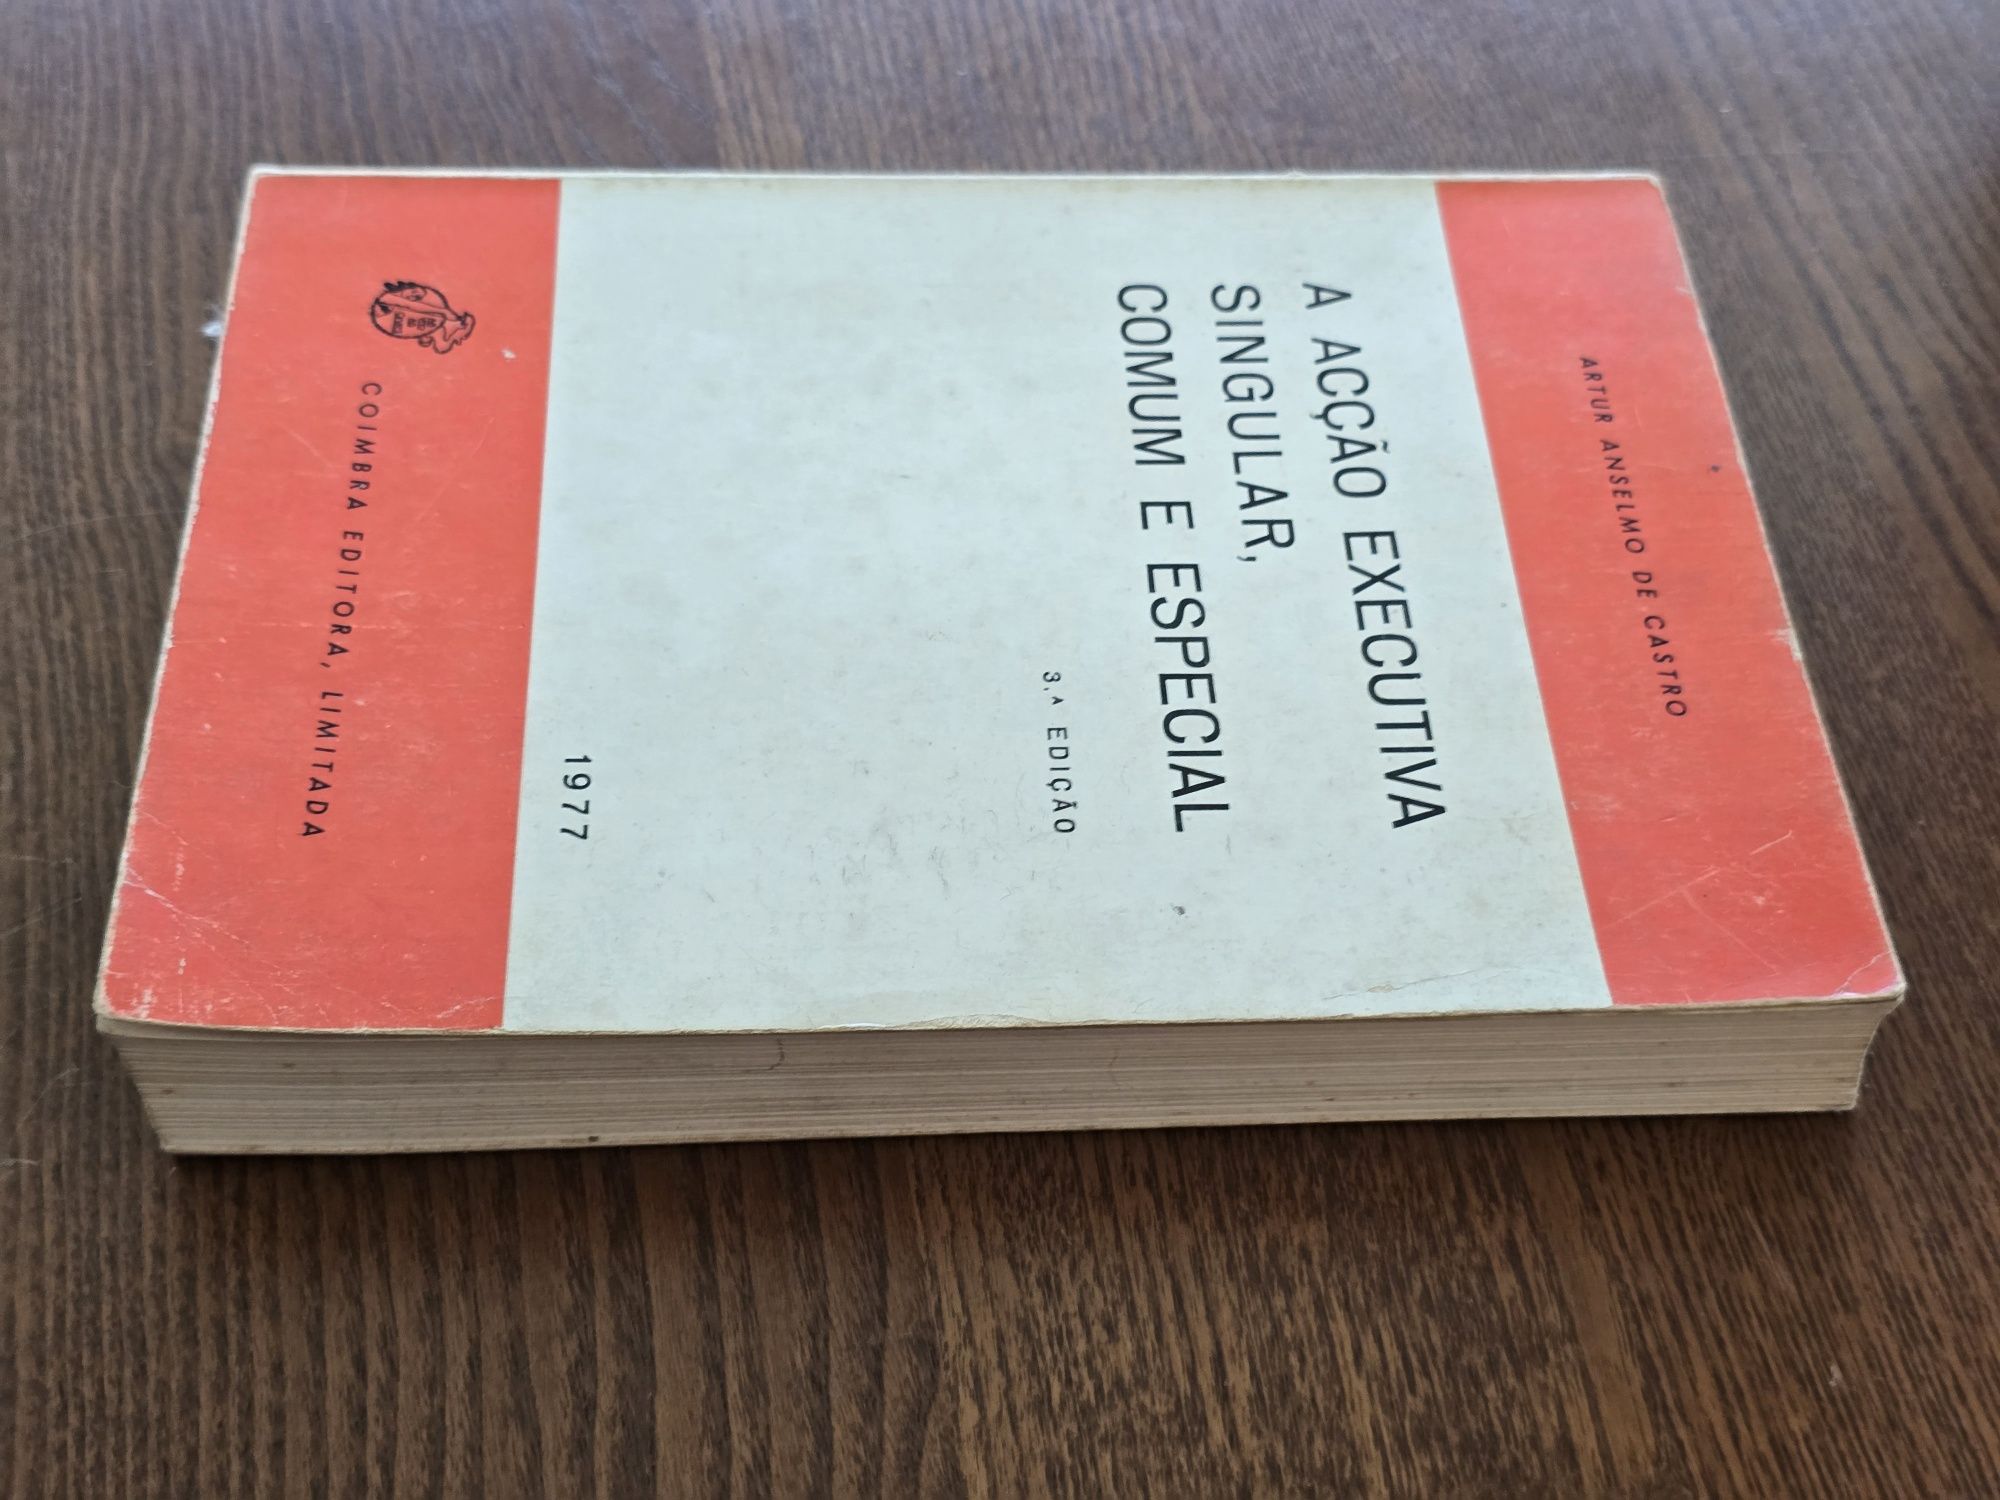 ARTUR ANSELMO DE CASTRO
A ACÇÃO EXECUTIVA
SINGULAR,
COMUM E ESPECIAL
3.ᴬ EDIÇÃO
1977
COIMBRA EDITORA, LIMITADA